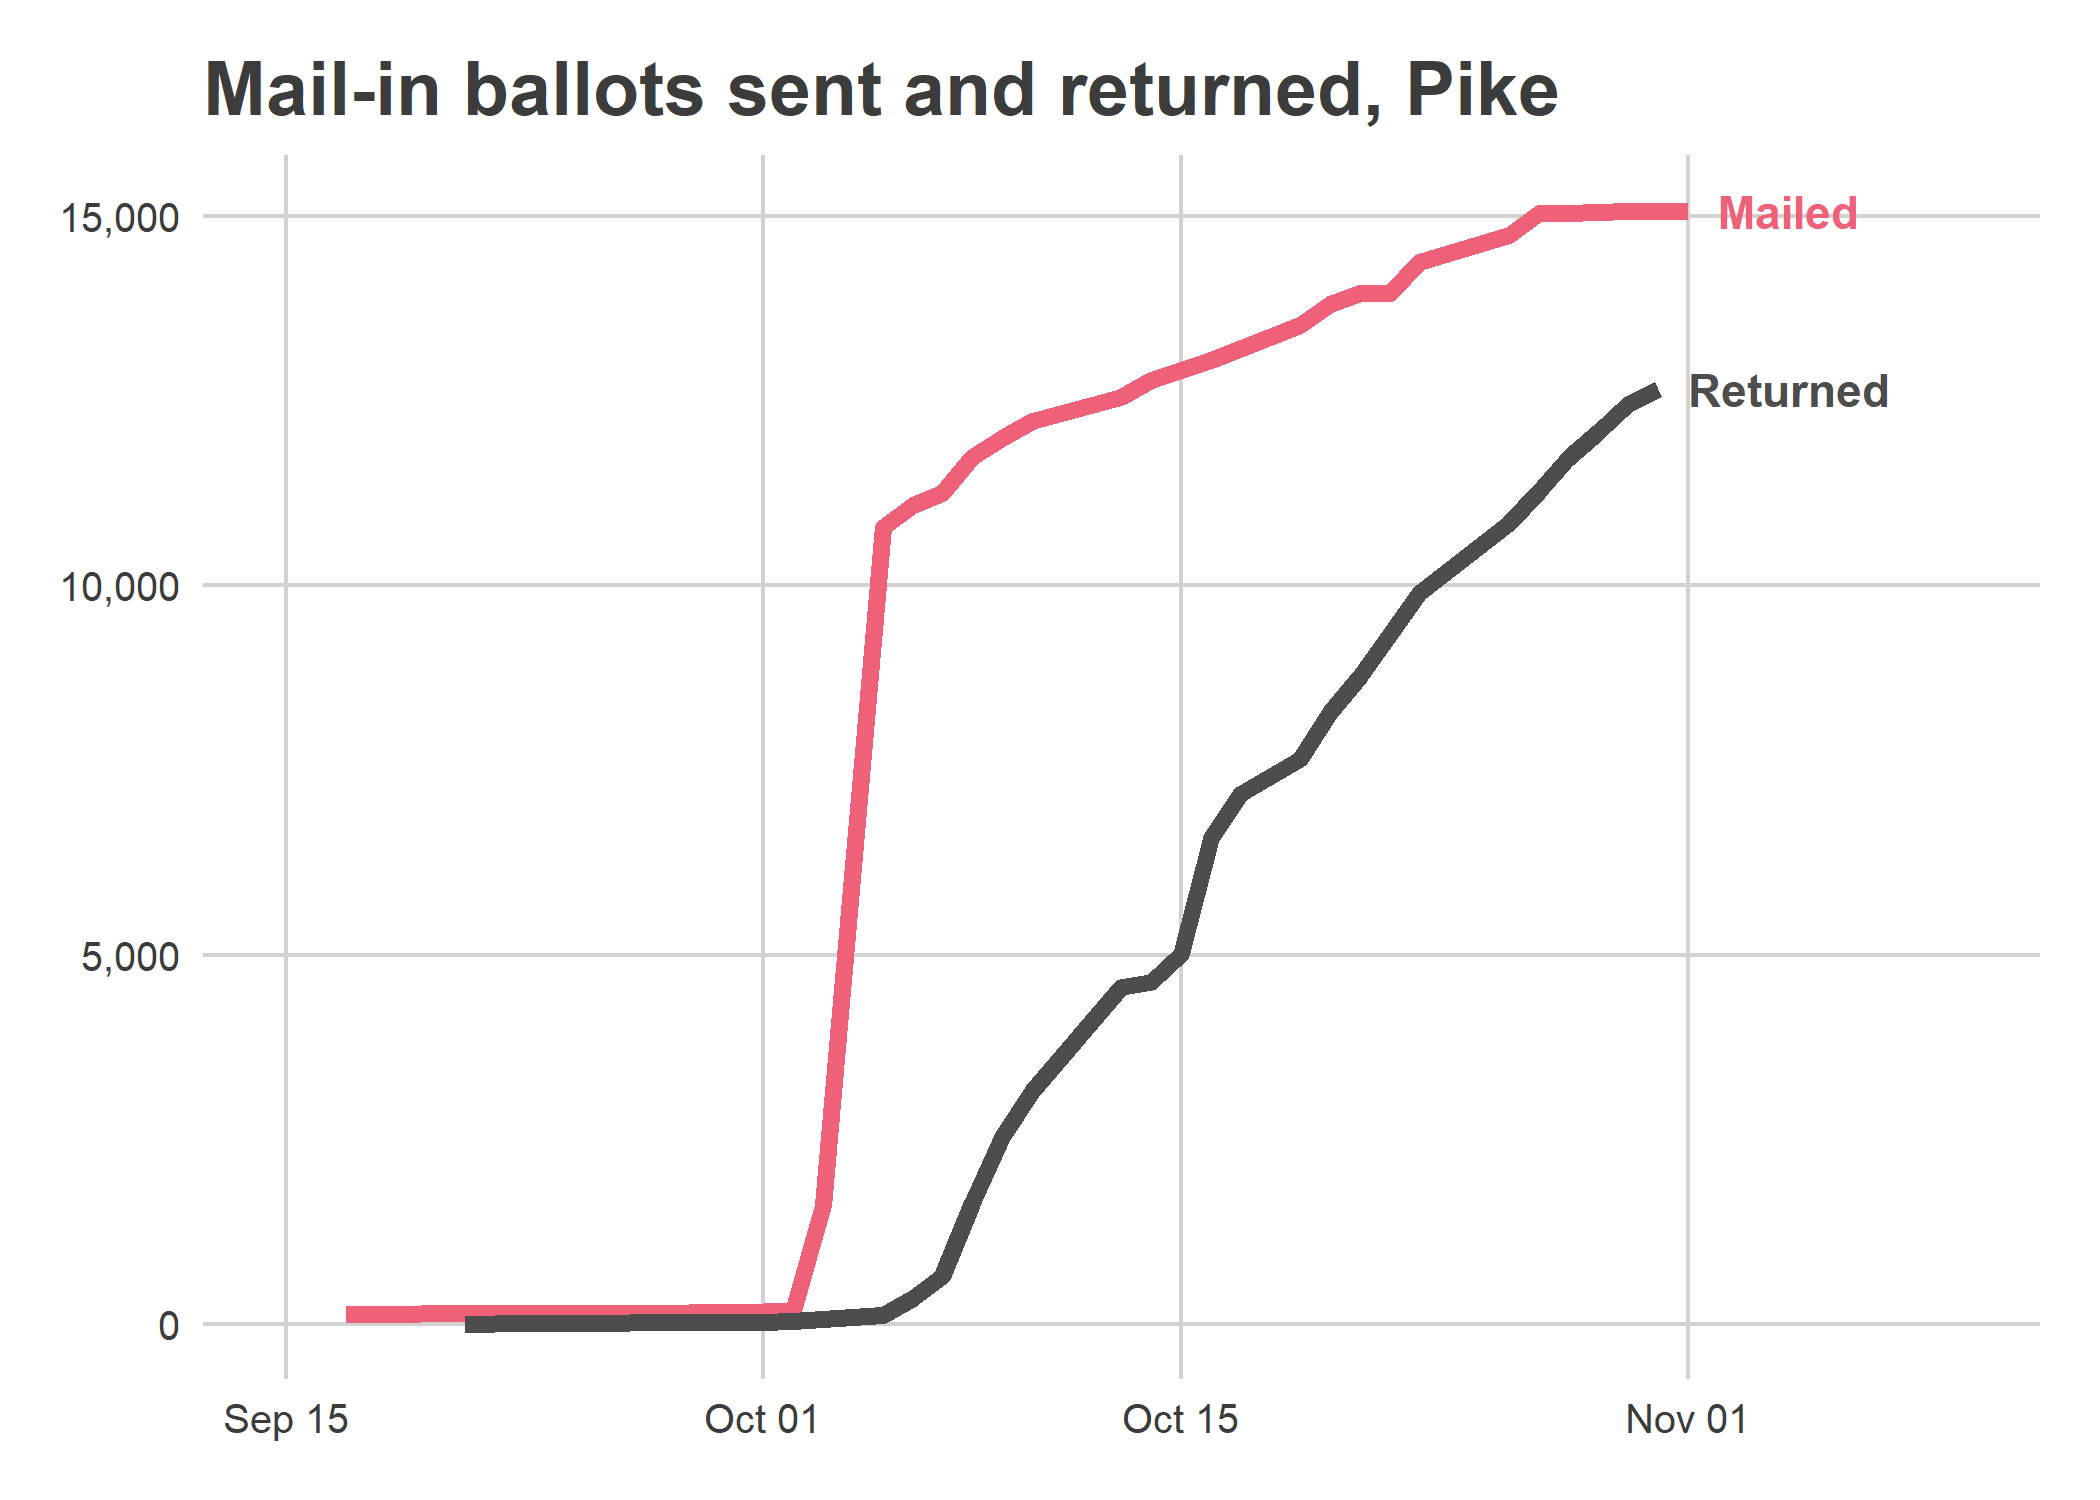 Mail-in ballots sent and returned, Pike
15,000
Mailed
Returned
10,000
5,000
0
Sep 15
Oct 01
Oct 15
Nov 01